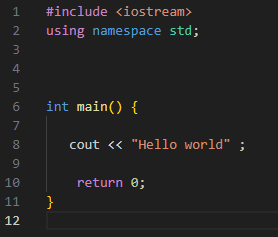 1 #include <iostream>
2 using namespace std;
3
4
5
6 int main() {
7
8 cout << "Hello world" ;
9
10 return 0;
11 }
12